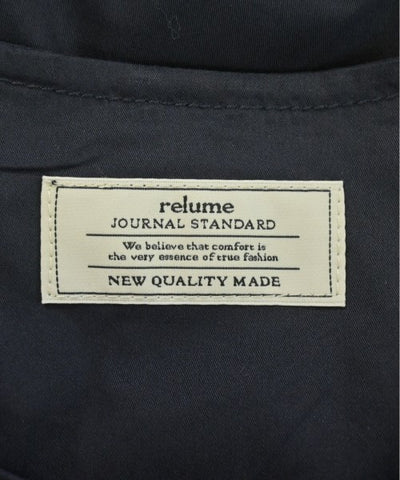 relume
JOURNAL STANDARD
We believe that comfort is
the very essence of true fashion
NEW QUALITY MADE